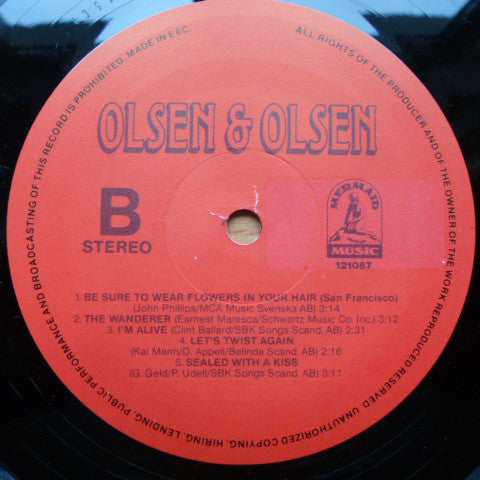 ALL RIGHTS OF THE PRODUCER AND OF THE OWNER OF THE WORK REPRODUCED RESERVED. UNAUTHORIZED COPYING, HIRING, LENDING, PUBLIC PERFORMANCE AND BROADCASTING OF THIS RECORD IS PROHIBITED MADE IN EEC
OLSEN & OLSEN
B
STEREO
MERMAID
MUSIC
121087
1. BE SURE TO WEAR FLOWERS IN YOUR HAIR (San Francisco)
(John Phillips/MCA Music Svenska AB) 3:14
2. THE WANDERER (Earnest Maresca/Schwartz Music Co. Inc.) 3:12
3. I'M ALIVE (Clint Ballard/SBK Songs Scand. AB) 2:31
4. LET'S TWIST AGAIN
(Kal Mann/D. Appell/Belinda Scand. AB) 2:16
5. SEALED WITH A KISS
(G. Geld/P. Udell/SBK Songs Scand. AB) 3:11